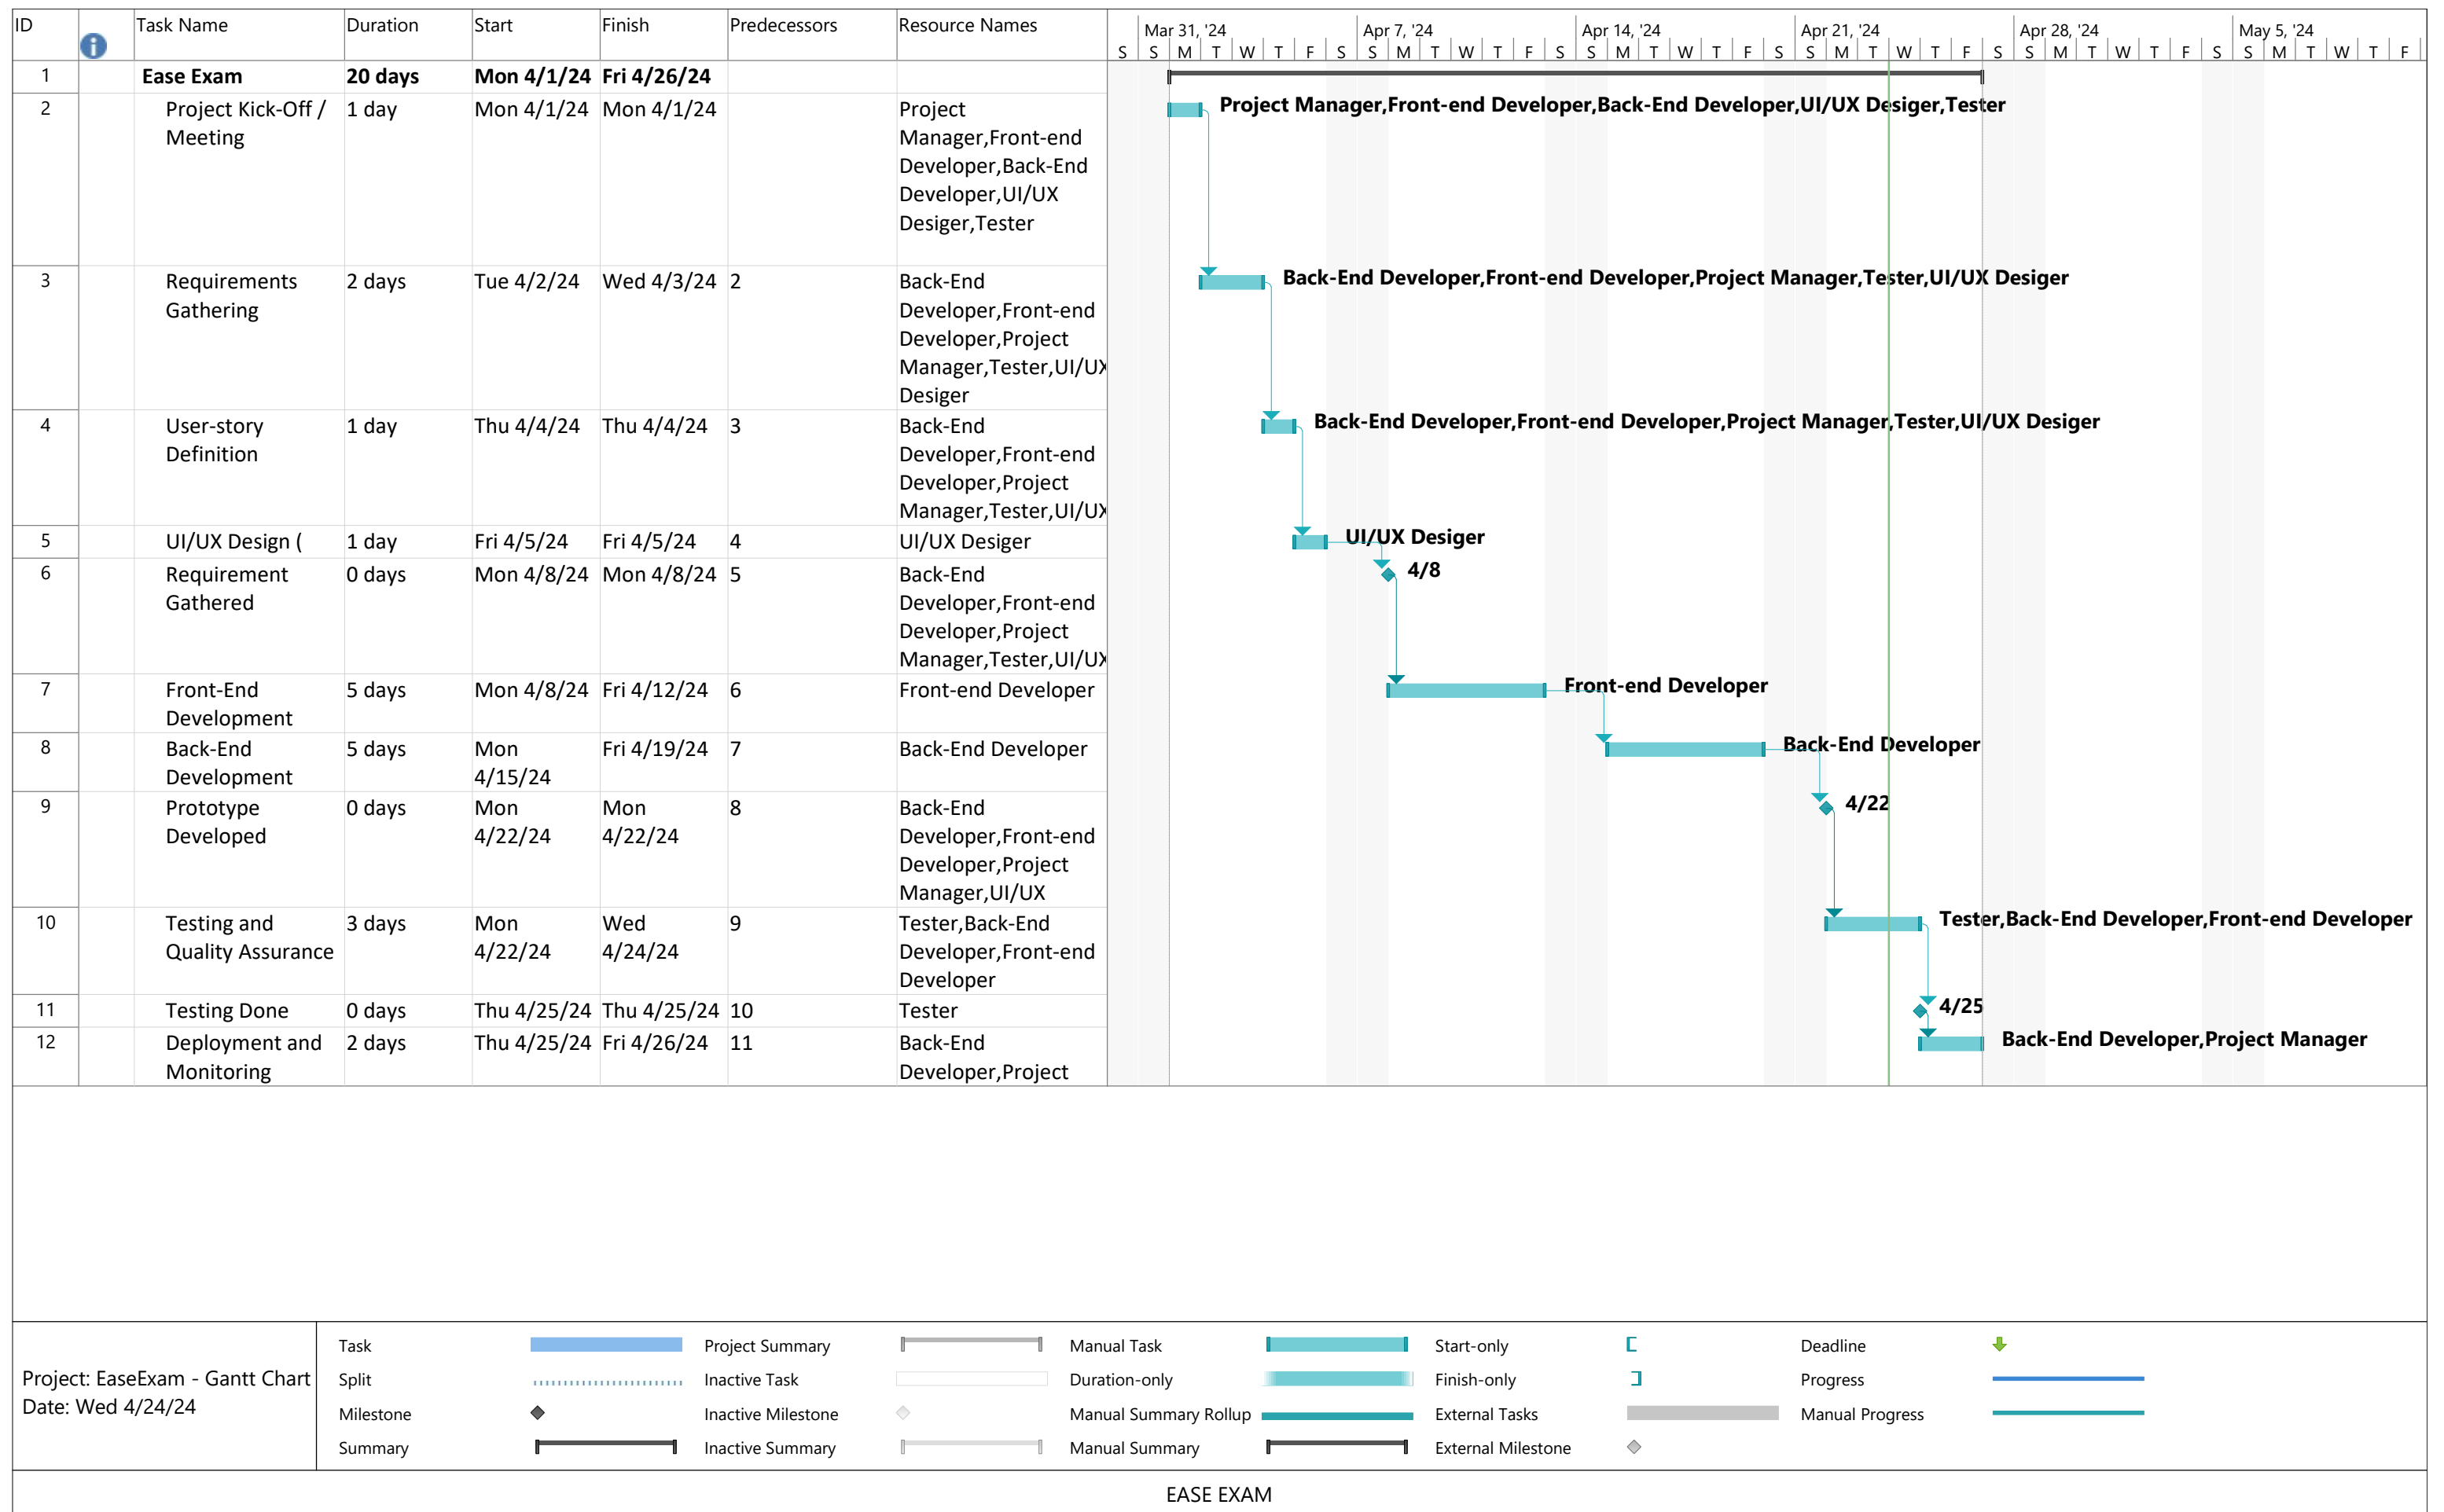 ID Task Name Duration Start Finish Predecessors Resource Names
Mar 31, '24 Apr 7, '24 Apr 14, '24 Apr 21, '24 Apr 28, '24 May 5, '24
S S M T W T F S S M T W T F S S M T W T F S S M T W T F S S M T W T F S S M T W T F
1 Ease Exam 20 days Mon 4/1/24 Fri 4/26/24
2 Project Kick-Off / 1 day Mon 4/1/24 Mon 4/1/24 Project Project Manager,Front-end Developer,Back-End Developer,UI/UX Desiger,Tester
Meeting Manager,Front-end
Developer,Back-End
Developer,UI/UX
Desiger,Tester
3 Requirements 2 days Tue 4/2/24 Wed 4/3/24 2 Back-End Back-End Developer,Front-end Developer,Project Manager,Tester,UI/UX Desiger
Gathering Developer,Front-end
Developer,Project
Manager,Tester,UI/UX
Desiger
4 User-story 1 day Thu 4/4/24 Thu 4/4/24 3 Back-End Back-End Developer,Front-end Developer,Project Manager,Tester,UI/UX Desiger
Definition Developer,Front-end
Developer,Project
Manager,Tester,UI/UX
5 UI/UX Design ( 1 day Fri 4/5/24 Fri 4/5/24 4 UI/UX Desiger UI/UX Desiger
6 Requirement 0 days Mon 4/8/24 Mon 4/8/24 5 Back-End 4/8
Gathered Developer,Front-end
Developer,Project
Manager,Tester,UI/UX
7 Front-End 5 days Mon 4/8/24 Fri 4/12/24 6 Front-end Developer Front-end Developer
Development
8 Back-End 5 days Mon Fri 4/19/24 7 Back-End Developer Back-End Developer
Development 4/15/24
9 Prototype 0 days Mon Mon 8 Back-End 4/22
Developed 4/22/24 4/22/24 Developer,Front-end
Developer,Project
Manager,UI/UX
10 Testing and 3 days Mon Wed 9 Tester,Back-End Tester,Back-End Developer,Front-end Developer
Quality Assurance 4/22/24 4/24/24 Developer,Front-end
Developer
11 Testing Done 0 days Thu 4/25/24 Thu 4/25/24 10 Tester 4/25
12 Deployment and 2 days Thu 4/25/24 Fri 4/26/24 11 Back-End Back-End Developer,Project Manager
Monitoring Developer,Project
Project: EaseExam - Gantt Chart
Date: Wed 4/24/24
Task Project Summary Manual Task Start-only Deadline
Split Inactive Task Duration-only Finish-only Progress
Milestone Inactive Milestone Manual Summary Rollup External Tasks Manual Progress
Summary Inactive Summary Manual Summary External Milestone
EASE EXAM